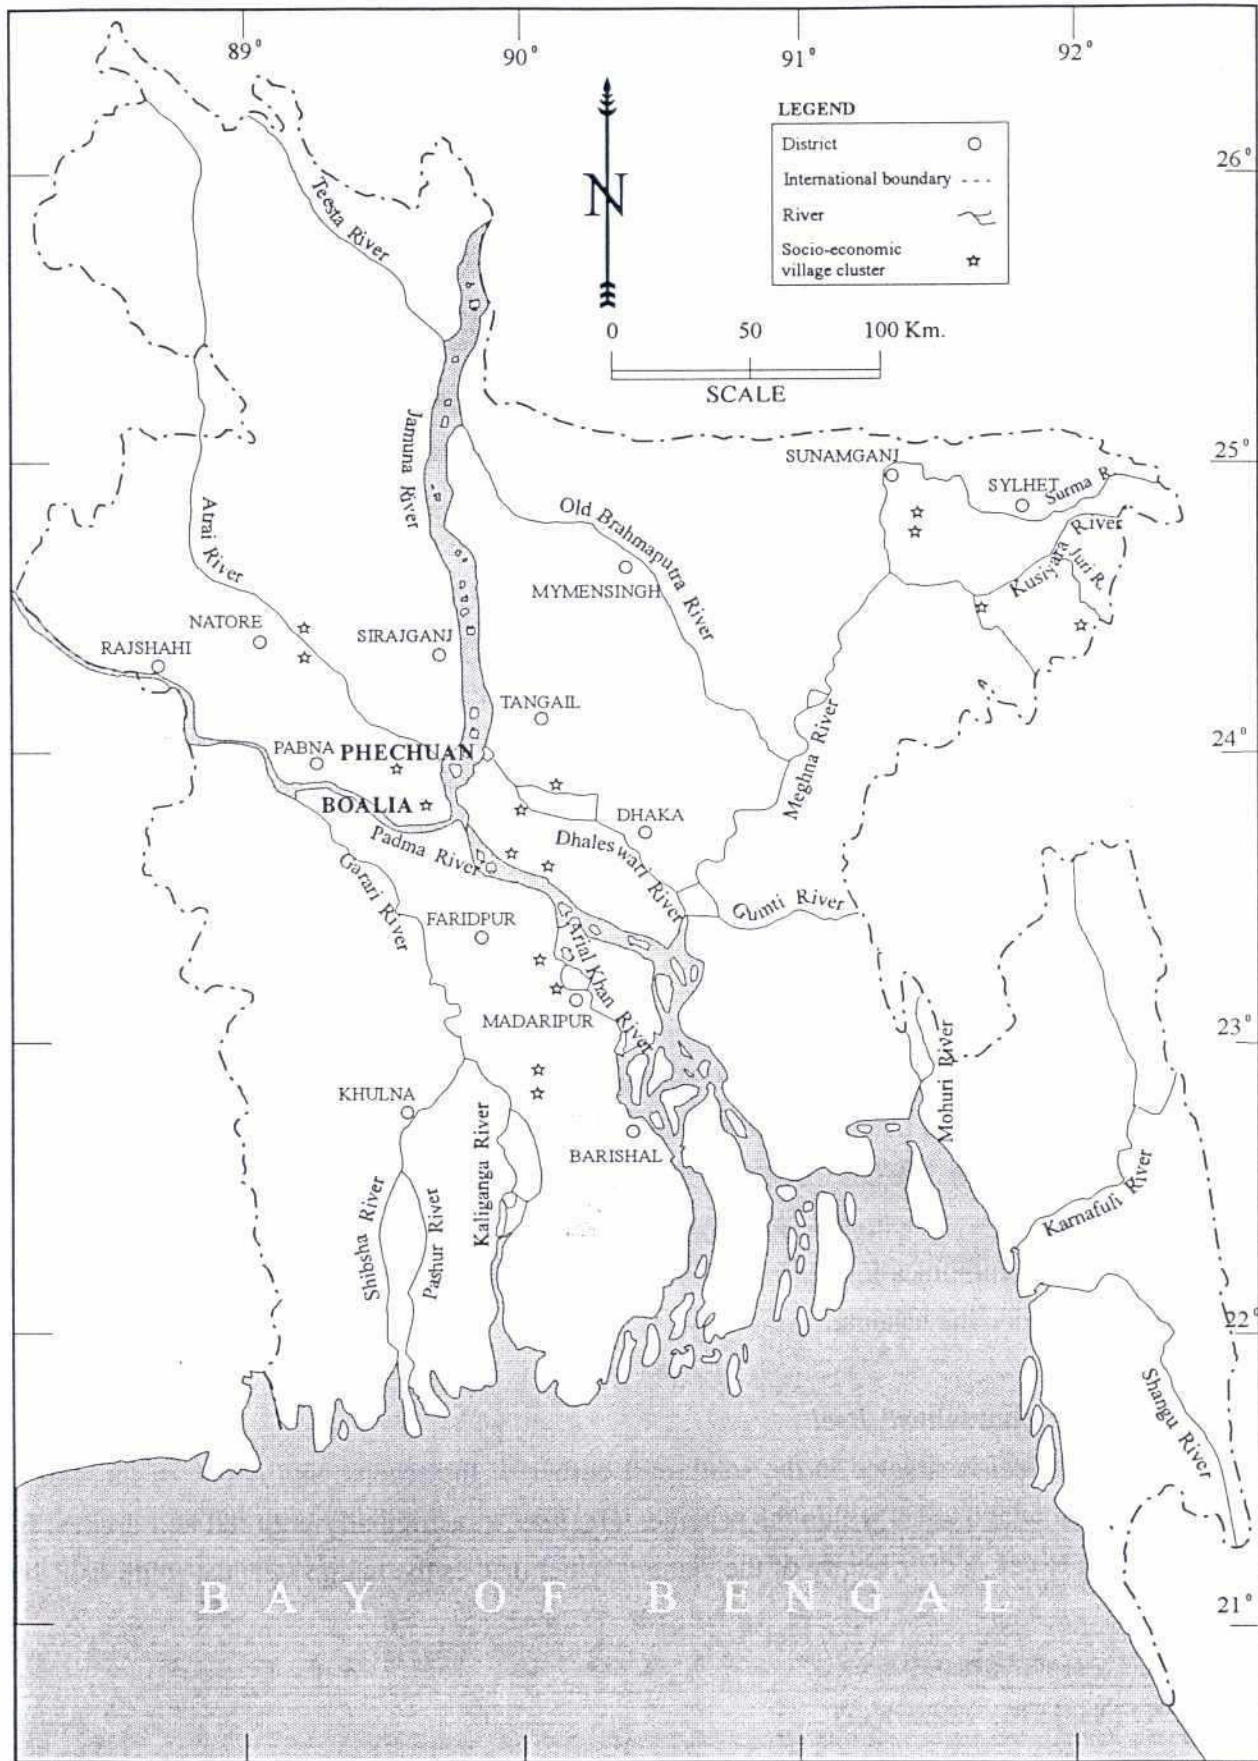 89°
90°
91°
92°
LEGEND
District
International boundary
River
Socio-economic
village cluster
26°
N
0 50 100 Km.
SCALE
Teesta River
Jamuna River
25°
SUNAMGANJ
SYLHET
Surma R.
Atrai River
Old Brahmaputra River
Kusiyara River
Juri R.
MYMENSINGH
NATORE
SIRAJGANJ
RAJSHAHI
TANGAIL
24°
PABNA
PHECHUAN
Meghna River
BOALIA
DHAKA
Padma River
Dhaleswari River
Garari River
Gumti River
FARIDPUR
Arial Khan River
MADARIPUR
23°
Mohuri River
KHULNA
Kaliganga River
BARISHAL
Shibsha River
Pashur River
Karnafuli River
22°
Shangu River
BAY OF BENGAL
21°